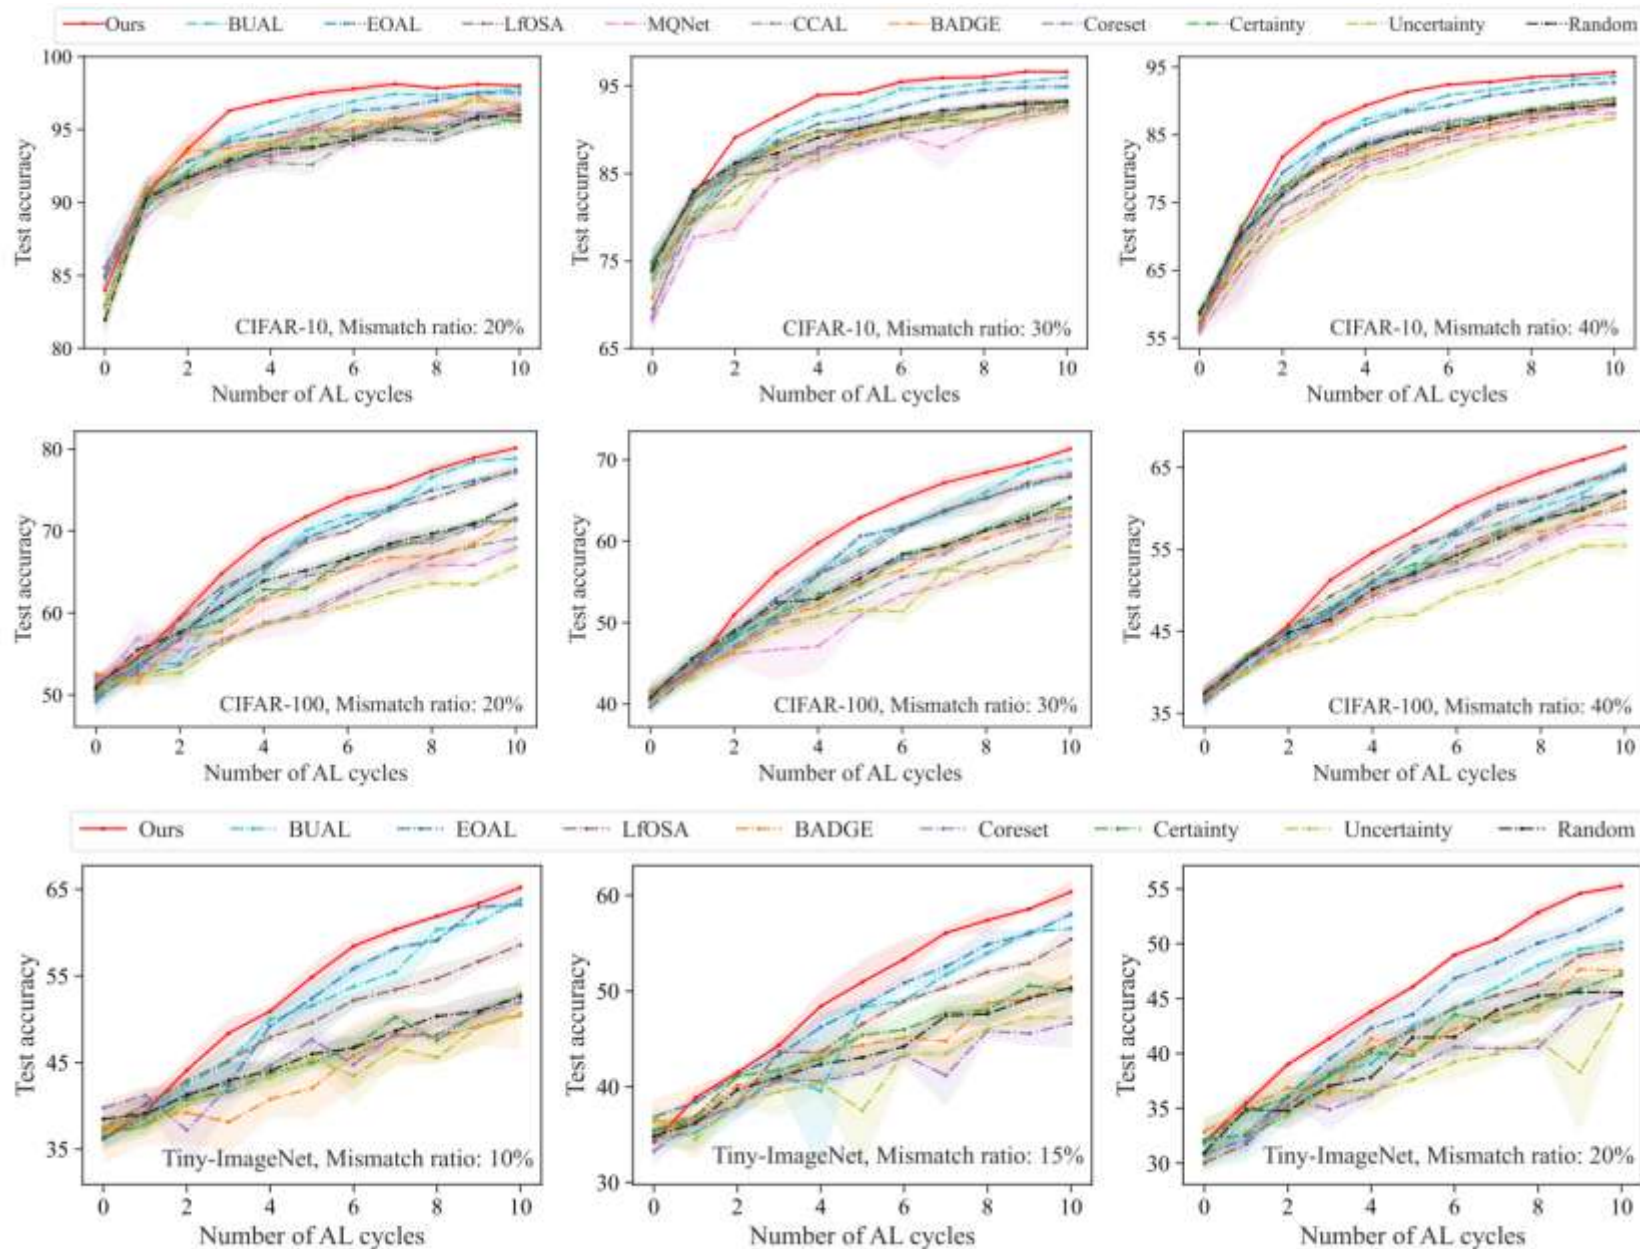 Ours BUAL EOAL LfOSA MQNet CCAL BADGE Coreset Certainty Uncertainty Random
100
95
90
85
80
Test accuracy
0 2 4 6 8 10
Number of AL cycles
CIFAR-10, Mismatch ratio: 20%
95
85
75
65
Test accuracy
0 2 4 6 8 10
Number of AL cycles
CIFAR-10, Mismatch ratio: 30%
95
85
75
65
55
Test accuracy
0 2 4 6 8 10
Number of AL cycles
CIFAR-10, Mismatch ratio: 40%
80
70
60
50
Test accuracy
0 2 4 6 8 10
Number of AL cycles
CIFAR-100, Mismatch ratio: 20%
70
60
50
40
Test accuracy
0 2 4 6 8 10
Number of AL cycles
CIFAR-100, Mismatch ratio: 30%
65
55
45
35
Test accuracy
0 2 4 6 8 10
Number of AL cycles
CIFAR-100, Mismatch ratio: 40%
Ours BUAL EOAL LfOSA BADGE Coreset Certainty Uncertainty Random
65
55
45
35
Test accuracy
0 2 4 6 8 10
Number of AL cycles
Tiny-ImageNet, Mismatch ratio: 10%
60
50
40
30
Test accuracy
0 2 4 6 8 10
Number of AL cycles
Tiny-ImageNet, Mismatch ratio: 15%
55
50
45
40
35
30
Test accuracy
0 2 4 6 8 10
Number of AL cycles
Tiny-ImageNet, Mismatch ratio: 20%